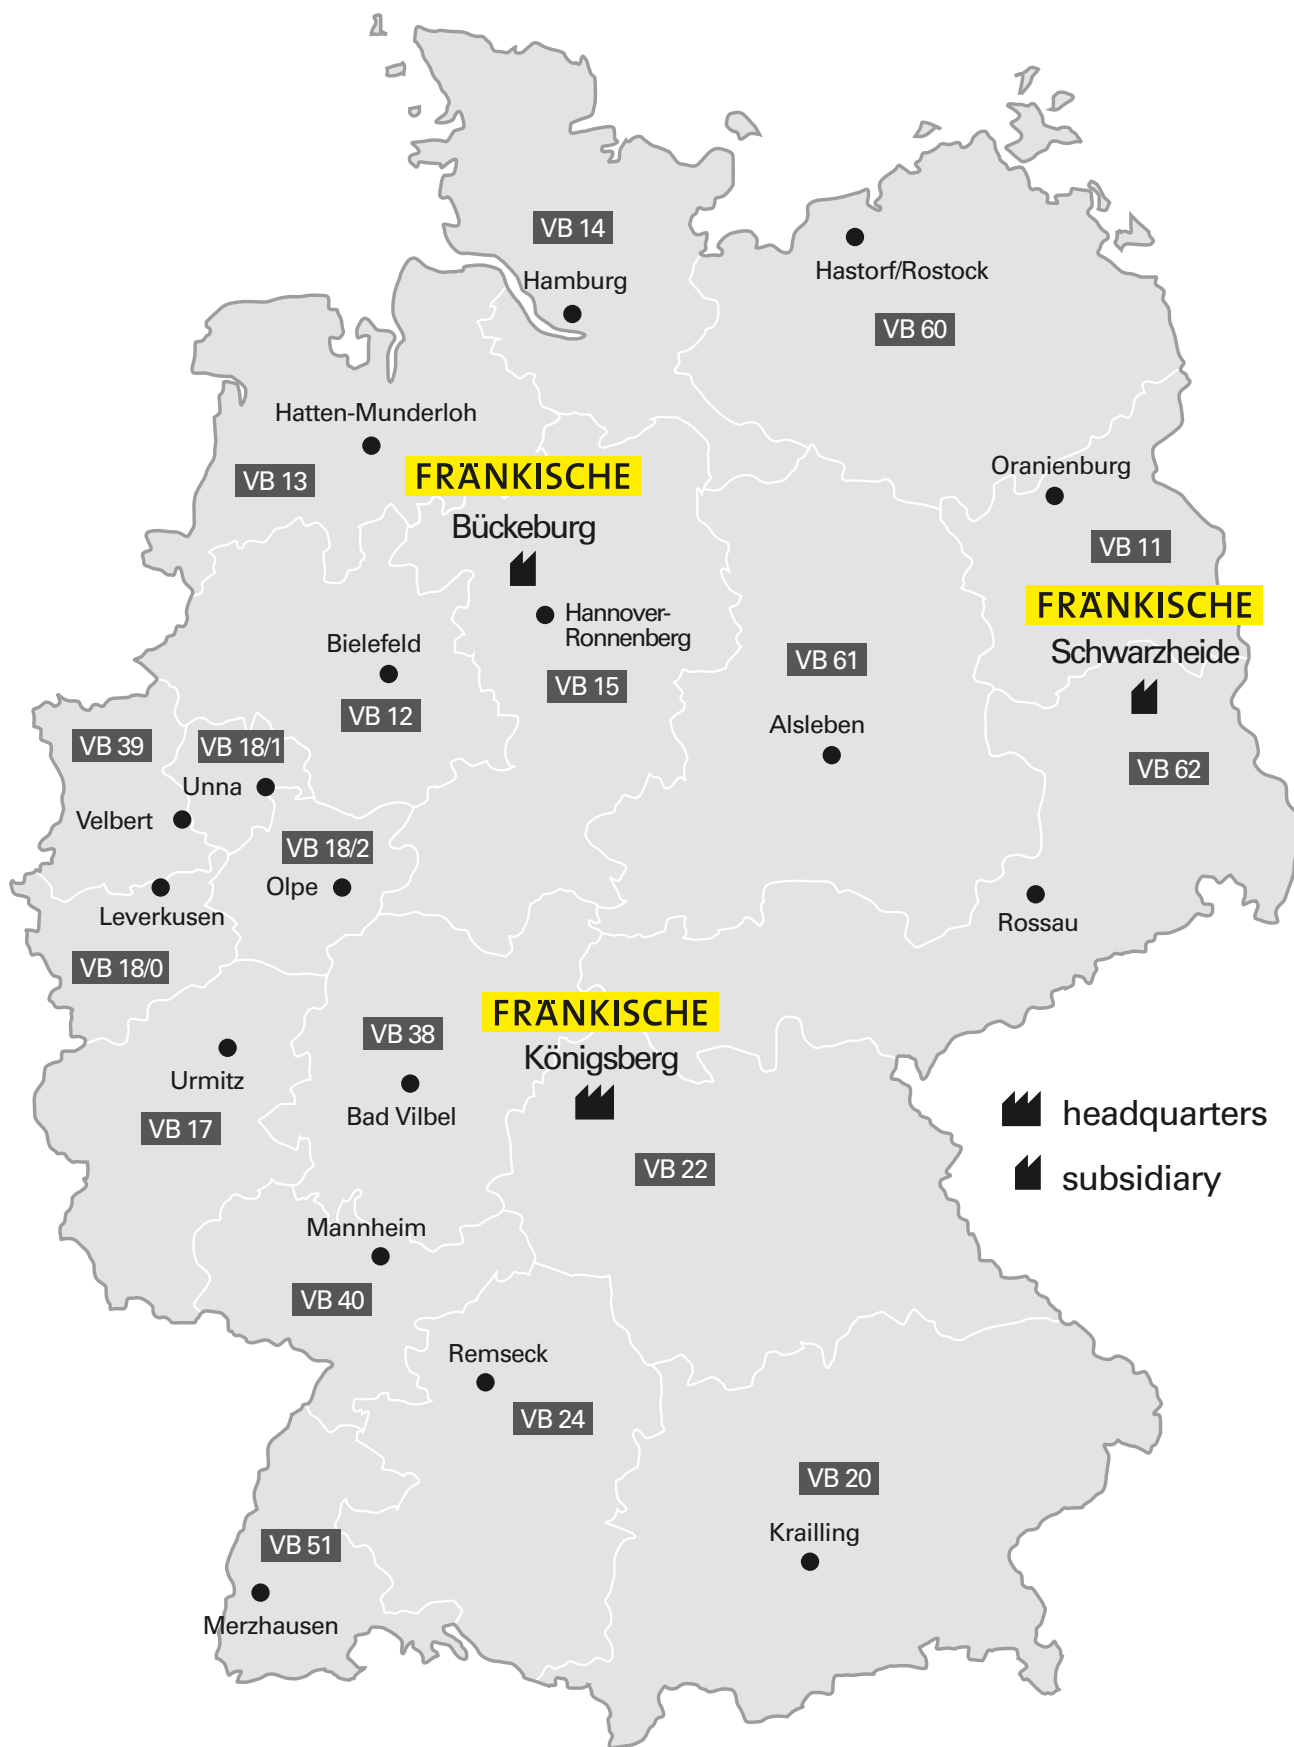 VB 14
Hamburg
Hastorf/Rostock
VB 60
Hatten-Munderloh
VB 13
FRÄNKISCHE
Bückeburg
Oranienburg
VB 11
FRÄNKISCHE
Schwarzheide
Hannover-
Ronnenberg
VB 15
Bielefeld
VB 12
VB 61
Alsleben
VB 62
VB 39
VB 18/1
Unna
Velbert
VB 18/2
Olpe
Leverkusen
VB 18/0
Rossau
FRÄNKISCHE
Königsberg
VB 38
Bad Vilbel
Urmitz
VB 17
headquarters
subsidiary
VB 22
Mannheim
VB 40
Remseck
VB 24
VB 20
Krailling
VB 51
Merzhausen